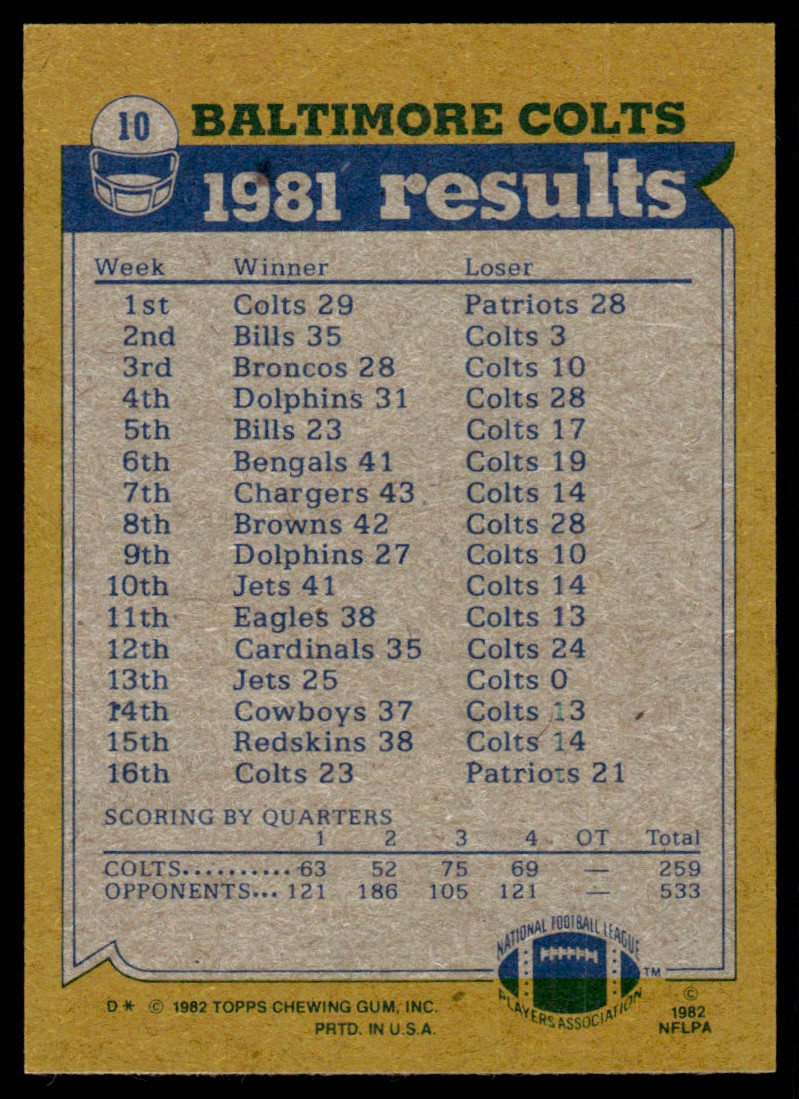 10 BALTIMORE COLTS
1981 results
Week Winner Loser
1st Colts 29 Patriots 28
2nd Bills 35 Colts 3
3rd Broncos 28 Colts 10
4th Dolphins 31 Colts 28
5th Bills 23 Colts 17
6th Bengals 41 Colts 19
7th Chargers 43 Colts 14
8th Browns 42 Colts 28
9th Dolphins 27 Colts 10
10th Jets 41 Colts 14
11th Eagles 38 Colts 13
12th Cardinals 35 Colts 24
13th Jets 25 Colts 0
14th Cowboys 37 Colts 13
15th Redskins 38 Colts 14
16th Colts 23 Patriots 21
SCORING BY QUARTERS
1 2 3 4 OT Total
COLTS.......... 63 52 75 69 — 259
OPPONENTS... 121 186 105 121 — 533
NATIONAL FOOTBALL LEAGUE
PLAYERS ASSOCIATION
TM
D* © 1982 TOPPS CHEWING GUM, INC.
PRTD. IN U.S.A.
©
1982
NFLPA